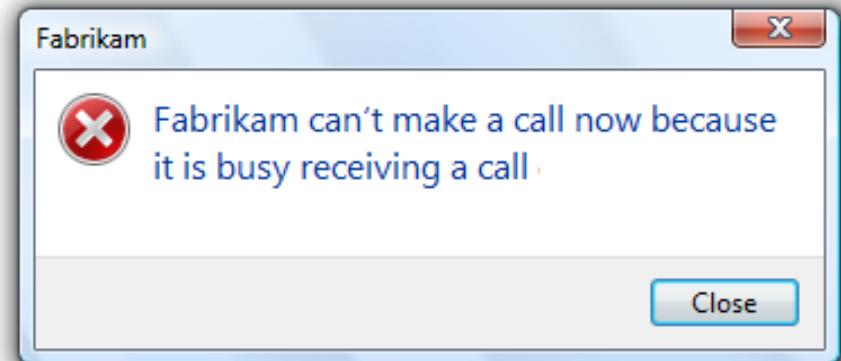 Fabrikam
Fabrikam can't make a call now because
it is busy receiving a call
Close